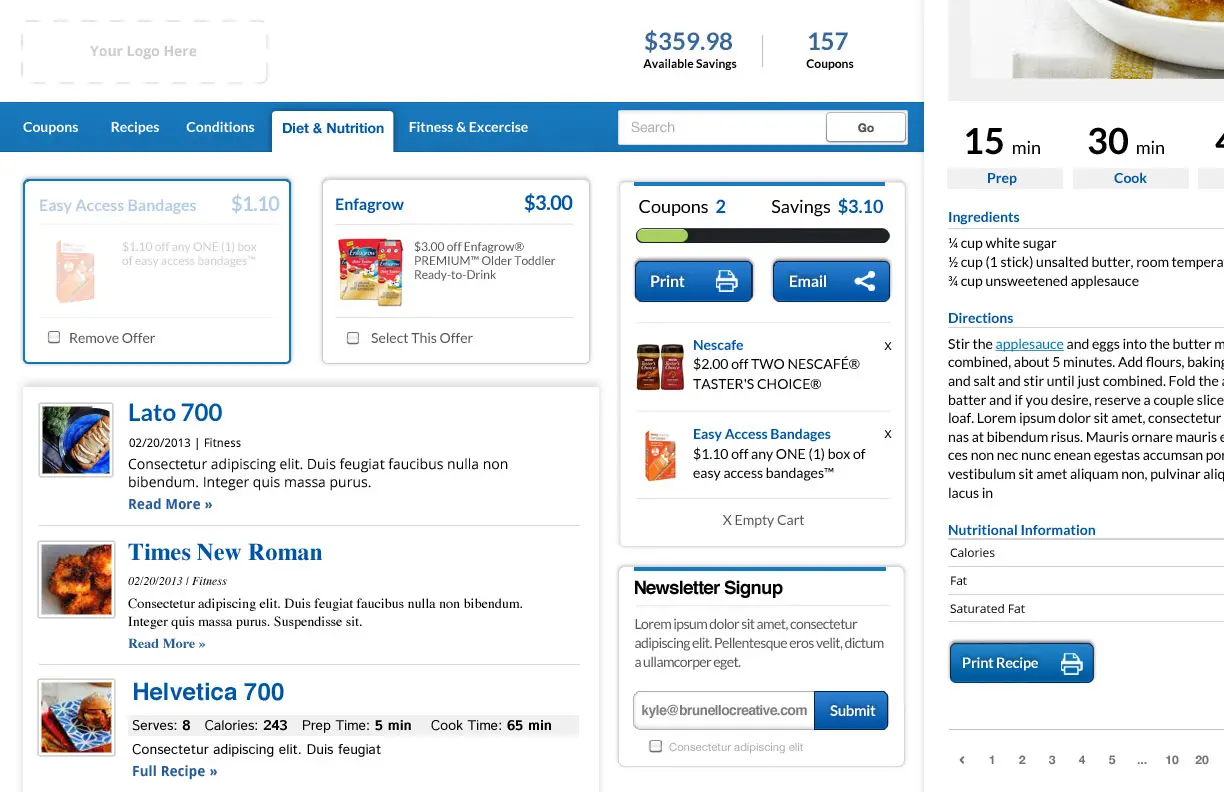 Your Logo Here
$359.98
Available Savings
157
Coupons
Coupons
Recipes
Conditions
Diet & Nutrition
Fitness & Excercise
Search
Go
Easy Access Bandages $1.10
$1.10 off any ONE (1) box
of easy access bandages™
Remove Offer
Enfagrow $3.00
$3.00 off Enfagrow®
PREMIUM™ Older Toddler
Ready-to-Drink
Select This Offer
Lato 700
02/20/2013 | Fitness
Consectetur adipiscing elit. Duis feugiat faucibus nulla non
bibendum. Integer quis massa purus.
Read More »
Times New Roman
02/20/2013 | Fitness
Consectetur adipiscing elit. Duis feugiat faucibus nulla non bibendum.
Integer quis massa purus. Suspendisse sit.
Read More »
Helvetica 700
Serves: 8 Calories: 243 Prep Time: 5 min Cook Time: 65 min
Consectetur adipiscing elit. Duis feugiat
Full Recipe »
Coupons 2 Savings $3.10
Print
Email
Nescafe x
$2.00 off TWO NESCAFÉ®
TASTER'S CHOICE®
Easy Access Bandages x
$1.10 off any ONE (1) box of
easy access bandages™
X Empty Cart
Newsletter Signup
Lorem ipsum dolor sit amet, consectetur
adipiscing elit. Pellentesque eros velit, dictum
a ullamcorper eget.
kyle@brunellocreative.com
Submit
Consectetur adipiscing elit
15 min
Prep
30 min
Cook
Ingredients
¼ cup white sugar
½ cup (1 stick) unsalted butter, room tempera
¾ cup unsweetened applesauce
Directions
Stir the applesauce and eggs into the butter m
combined, about 5 minutes. Add flours, baking
and salt and stir until just combined. Fold the a
batter and if you desire, reserve a couple slice
loaf. Lorem ipsum dolor sit amet, consectetur
nas at bibendum risus. Mauris ornare mauris e
ces non nec nunc enean egestas accumsan por
vestibulum sit amet aliquam non, pulvinar aliq
lacus in
Nutritional Information
Calories
Fat
Saturated Fat
Print Recipe
‹ 1 2 3 4 5 ... 10 20